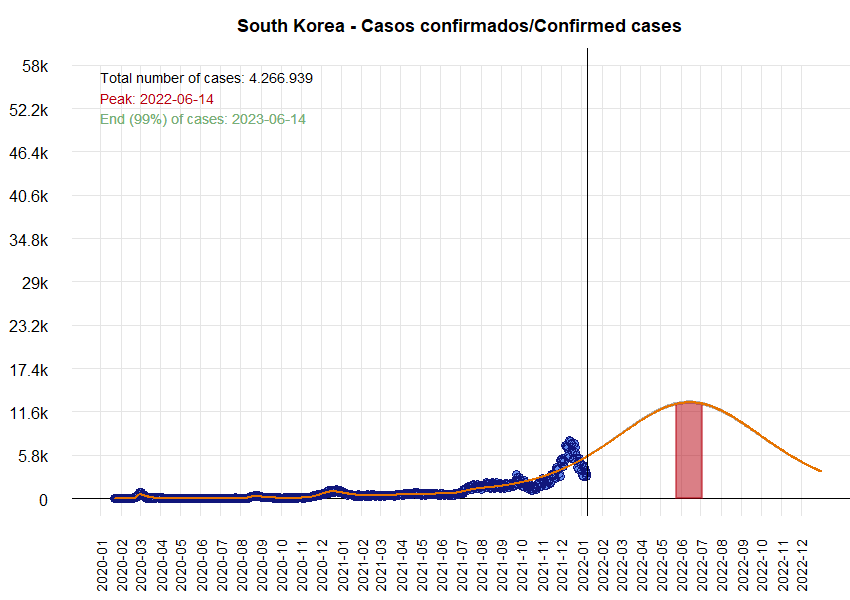 South Korea - Casos confirmados/Confirmed cases
58k
52.2k
46.4k
40.6k
34.8k
29k
23.2k
17.4k
11.6k
5.8k
0
Total number of cases: 4.266.939
Peak: 2022-06-14
End (99%) of cases: 2023-06-14
2020-01
2020-02
2020-03
2020-04
2020-05
2020-06
2020-07
2020-08
2020-09
2020-10
2020-11
2020-12
2021-01
2021-02
2021-03
2021-04
2021-05
2021-06
2021-07
2021-08
2021-09
2021-10
2021-11
2021-12
2022-01
2022-02
2022-03
2022-04
2022-05
2022-06
2022-07
2022-08
2022-09
2022-10
2022-11
2022-12